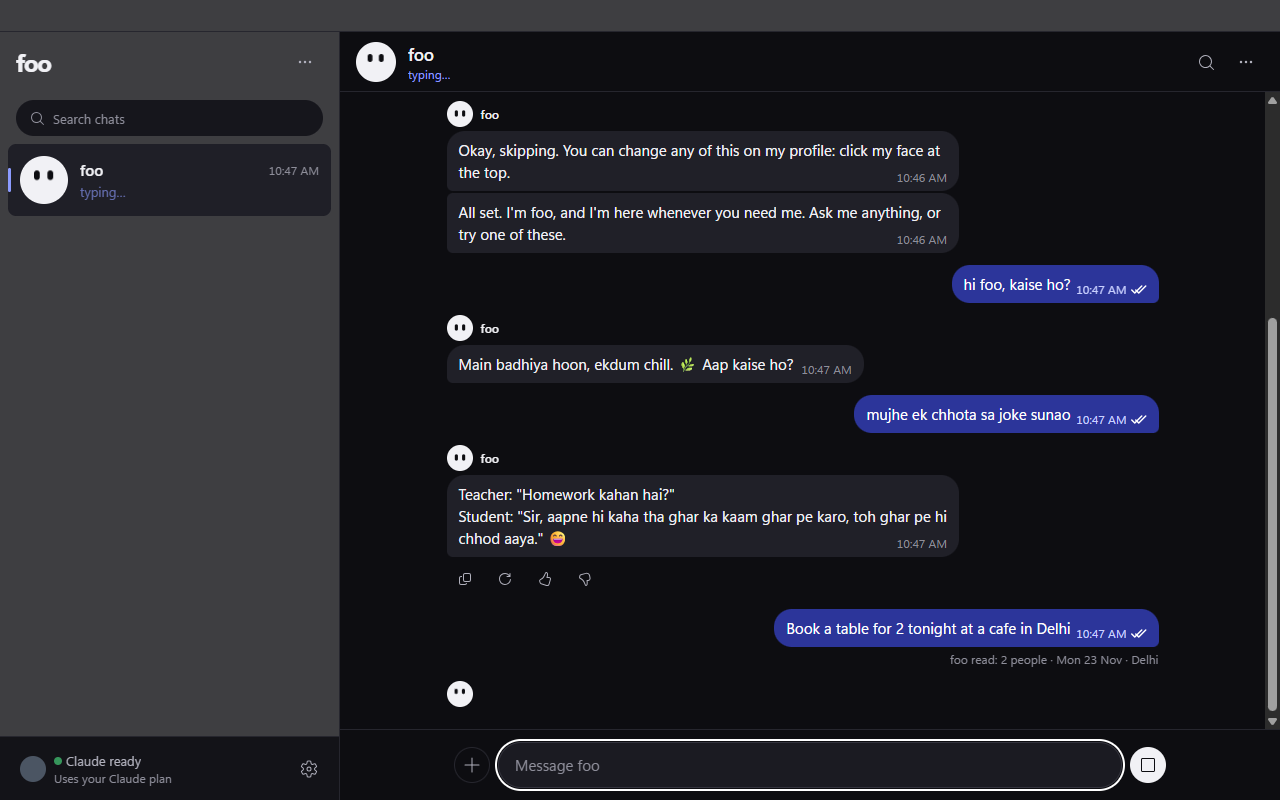 foo
Search chats
foo
10:47 AM
typing...
Claude ready
Uses your Claude plan
foo
typing...
foo
Okay, skipping. You can change any of this on my profile: click my face at
the top.
10:46 AM
All set. I'm foo, and I'm here whenever you need me. Ask me anything, or
try one of these.
10:46 AM
hi foo, kaise ho? 10:47 AM
foo
Main badhiya hoon, ekdum chill. 🌿 Aap kaise ho? 10:47 AM
mujhe ek chhota sa joke sunao 10:47 AM
foo
Teacher: "Homework kahan hai?"
Student: "Sir, aapne hi kaha tha ghar ka kaam ghar pe karo, toh ghar pe hi
chhod aaya." 😄
10:47 AM
Book a table for 2 tonight at a cafe in Delhi 10:47 AM
foo read: 2 people · Mon 23 Nov · Delhi
Message foo